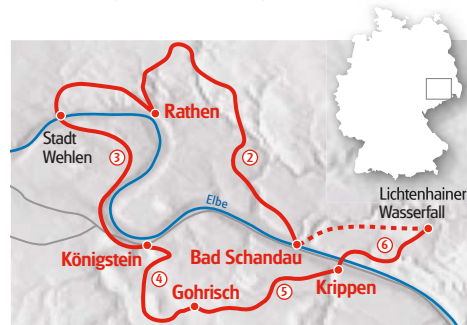 Rathen
Stadt
Wehlen
③
②
Elbe
Lichtenhainer
Wasserfall
⑥
Königstein
Bad Schandau
④
Gohrisch
⑤
Krippen